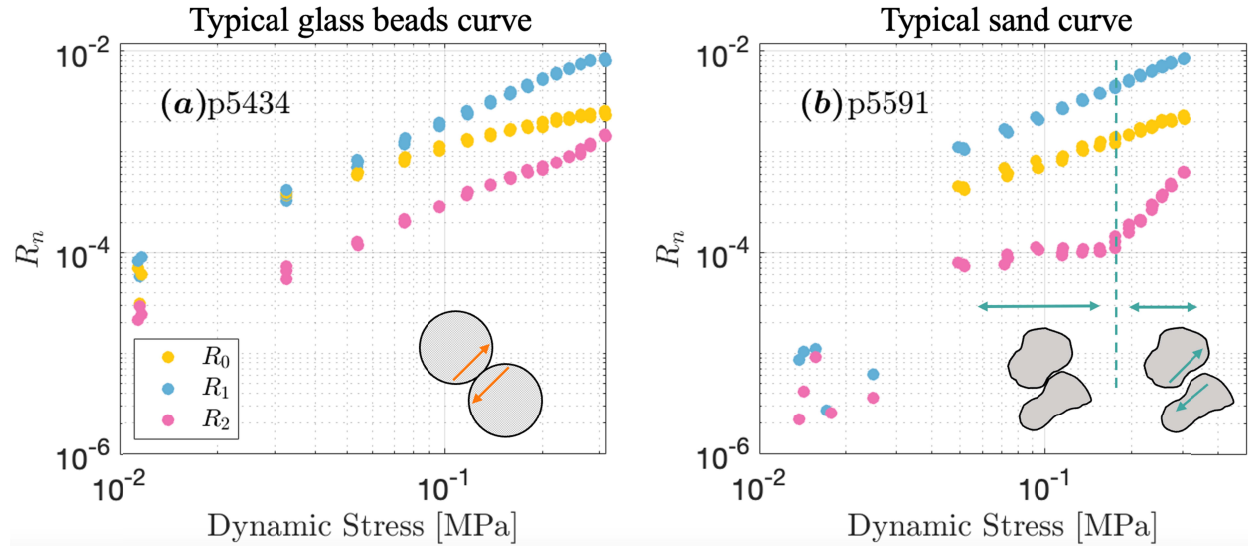 Typical glass beads curve
(a)p5434
10^-2
10^-4
10^-6
R_n
R_0
R_1
R_2
10^-2
10^-1
Dynamic Stress [MPa]
Typical sand curve
(b) p5591
10^-2
10^-4
10^-6
R_n
10^-2
10^-1
Dynamic Stress [MPa]